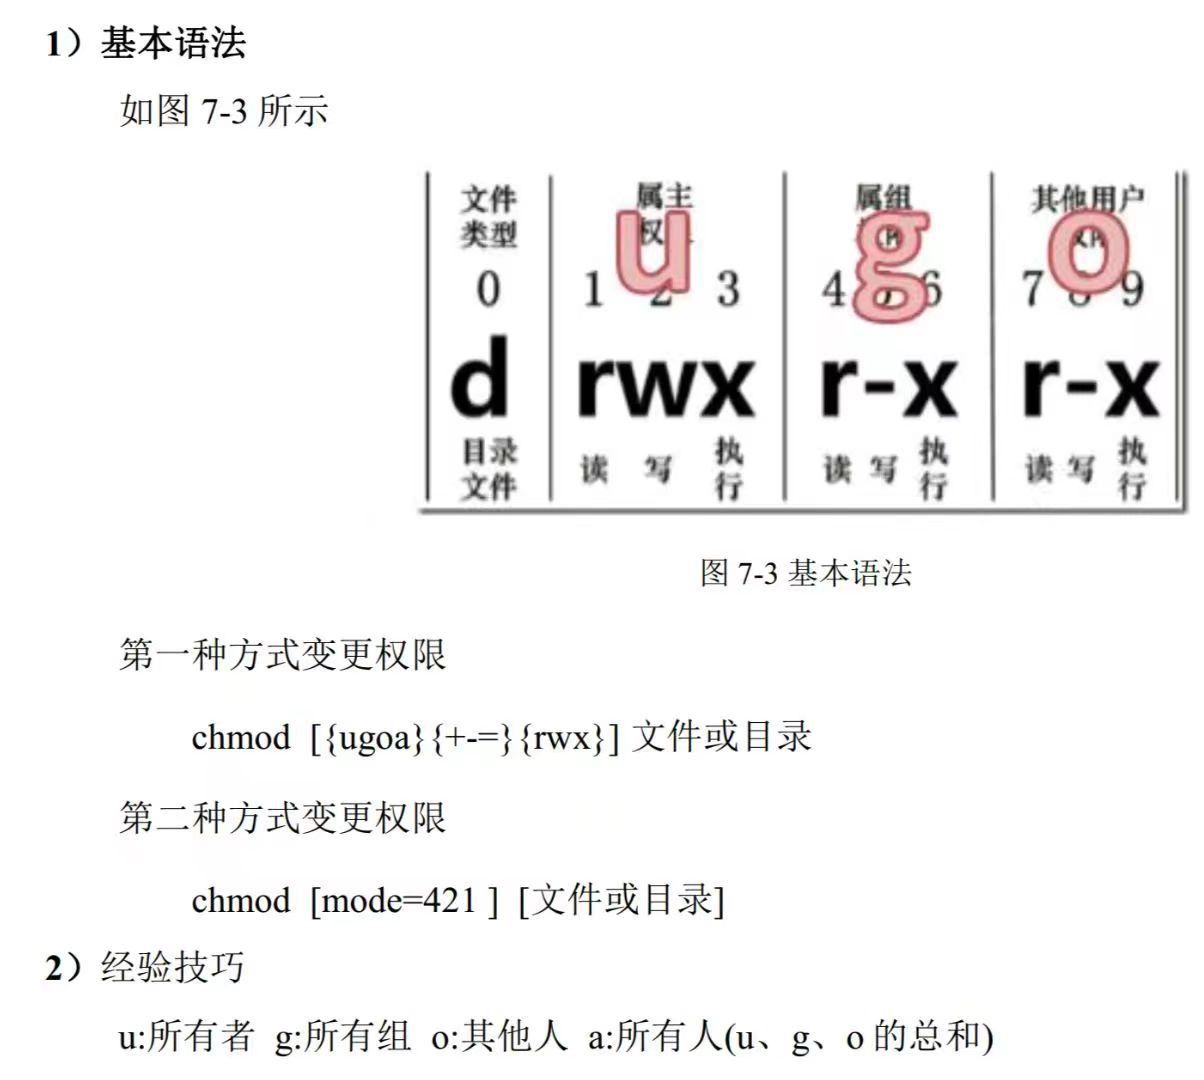 1）基本语法
如图 7-3 所示
文件 属主 属组 其他用户
类型 权
u g o
0 1 2 3 4 5 6 7 8 9
d rwx r-x r-x
目录 读 写 执 读 写 执 读 写 执
文件 行 行 行
图 7-3 基本语法
第一种方式变更权限
chmod [{ugoa}{+-=}{rwx}] 文件或目录
第二种方式变更权限
chmod [mode=421 ] [文件或目录]
2）经验技巧
u:所有者 g:所有组 o:其他人 a:所有人(u、g、o 的总和)